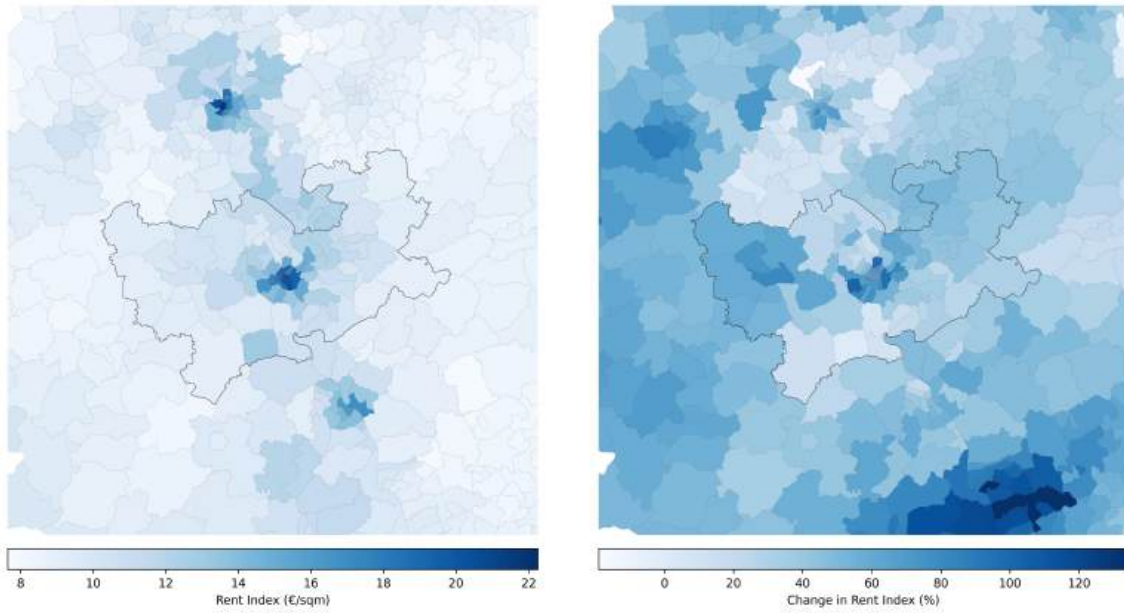 8 10 12 14 16 18 20 22
Rent Index (€/sqm)
0 20 40 60 80 100 120
Change in Rent Index (%)